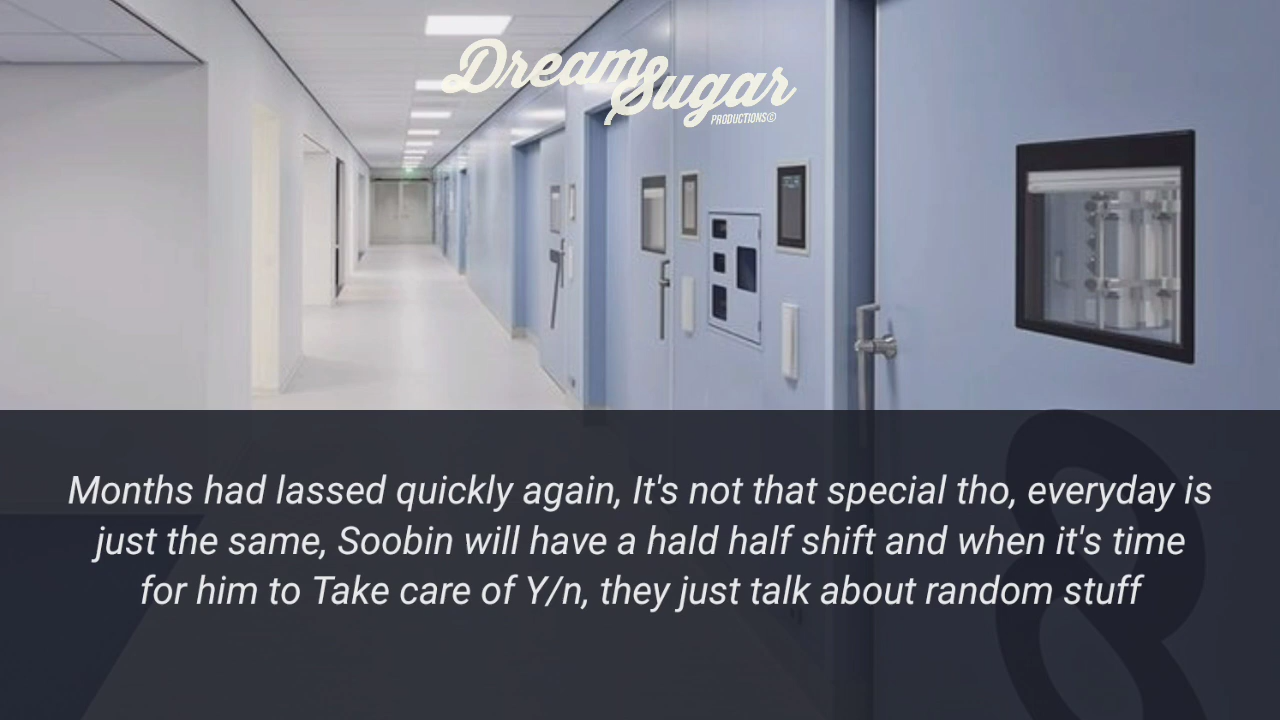 Dream Sugar
PRODUCTIONS©
Months had lassed quickly again, It's not that special tho, everyday is
just the same, Soobin will have a hald half shift and when it's time
for him to Take care of Y/n, they just talk about random stuff